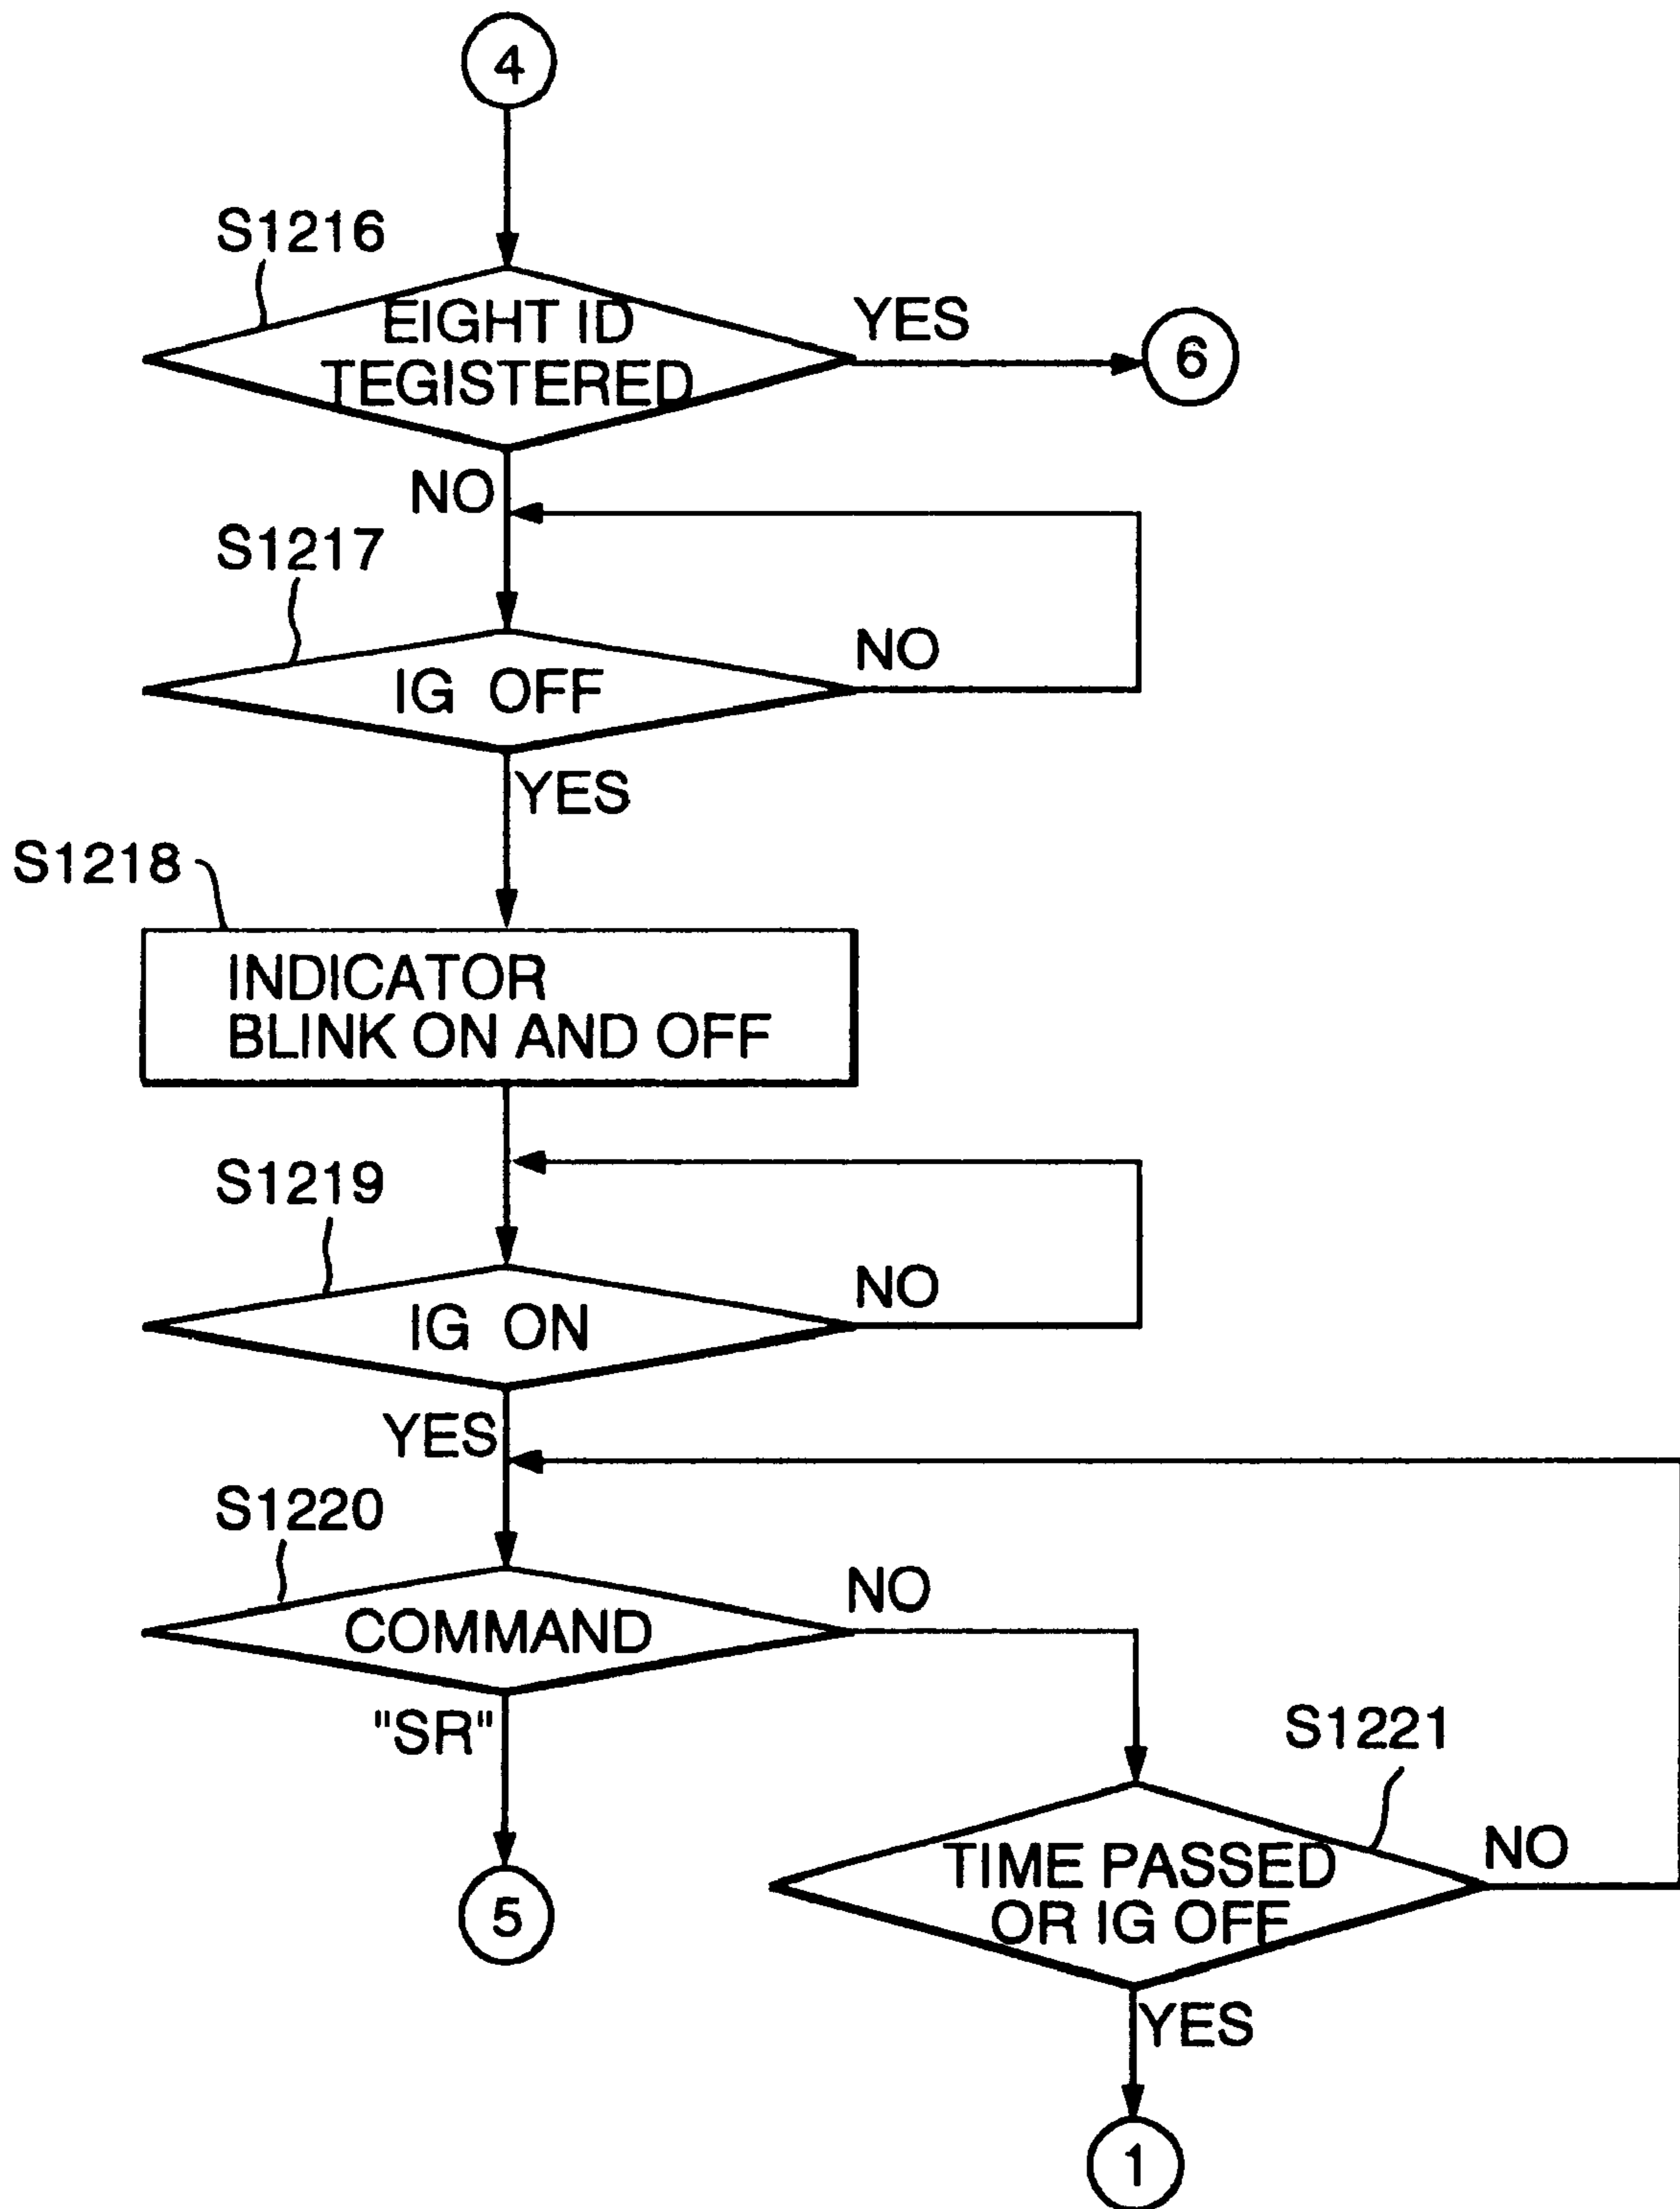 4
S1216
EIGHT ID
TEGISTERED
YES
6
NO
S1217
IG OFF
NO
YES
S1218
INDICATOR
BLINK ON AND OFF
S1219
IG ON
NO
YES
S1220
COMMAND
NO
"SR"
S1221
TIME PASSED
OR IG OFF
NO
5
YES
1